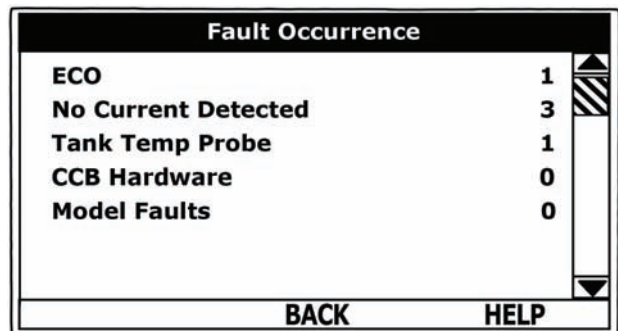 Fault Occurrence
ECO 1
No Current Detected 3
Tank Temp Probe 1
CCB Hardware 0
Model Faults 0
BACK HELP